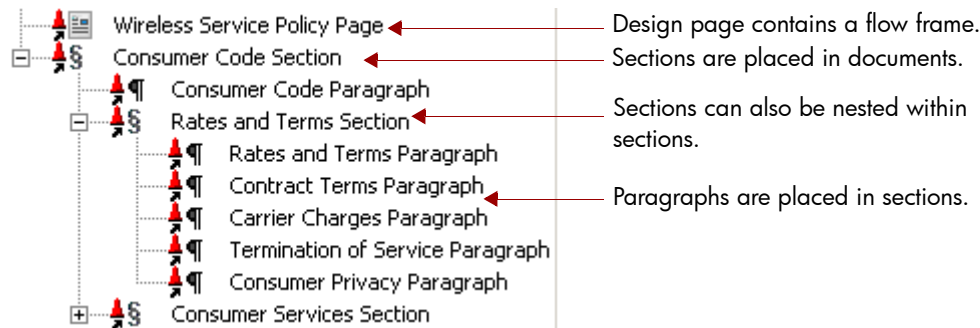 Wireless Service Policy Page
Design page contains a flow frame.
§ Consumer Code Section
Sections are placed in documents.
¶ Consumer Code Paragraph
§ Rates and Terms Section
Sections can also be nested within
sections.
¶ Rates and Terms Paragraph
¶ Contract Terms Paragraph
Paragraphs are placed in sections.
¶ Carrier Charges Paragraph
¶ Termination of Service Paragraph
¶ Consumer Privacy Paragraph
§ Consumer Services Section